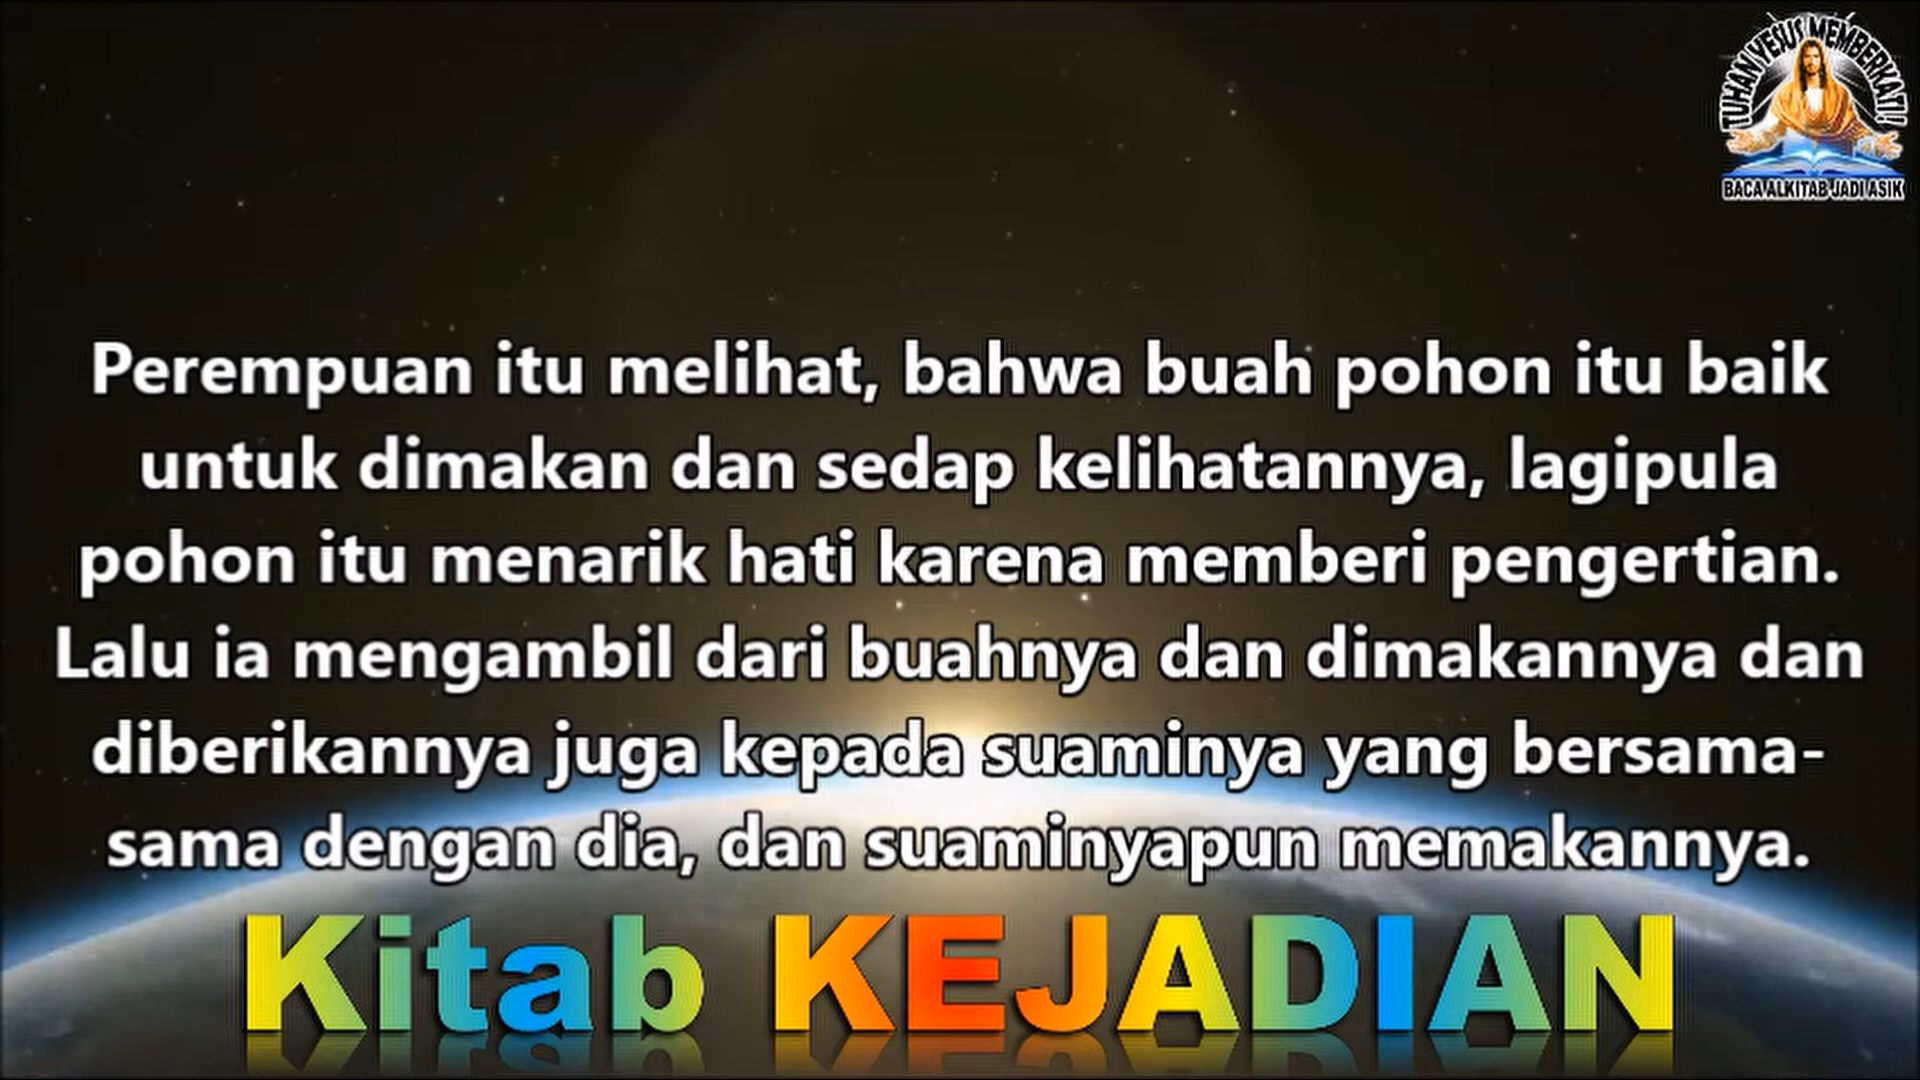 TUHAN YESUS MEMBERKATI!
BACA ALKITAB JADI ASIK
Perempuan itu melihat, bahwa buah pohon itu baik
untuk dimakan dan sedap kelihatannya, lagipula
pohon itu menarik hati karena memberi pengertian.
Lalu ia mengambil dari buahnya dan dimakannya dan
diberikannya juga kepada suaminya yang bersama-
sama dengan dia, dan suaminyapun memakannya.
Kitab KEJADIAN